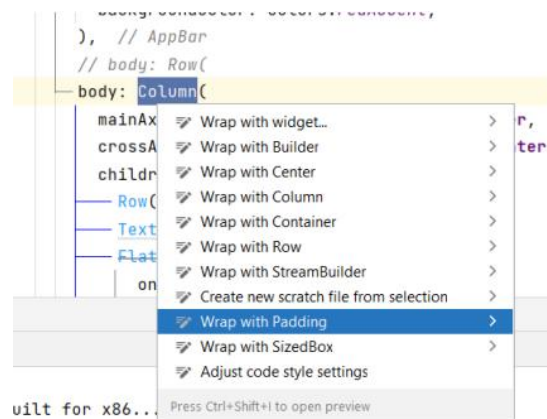 ), // AppBar
// body: Row(
body: Column(
mainAx
r,
crossA
ter
childr
Row(
Text
Flat
on
Wrap with widget...
Wrap with Builder
Wrap with Center
Wrap with Column
Wrap with Container
Wrap with Row
Wrap with StreamBuilder
Create new scratch file from selection
Wrap with Padding
Wrap with SizedBox
Adjust code style settings
Press Ctrl+Shift+I to open preview
uilt for x86...